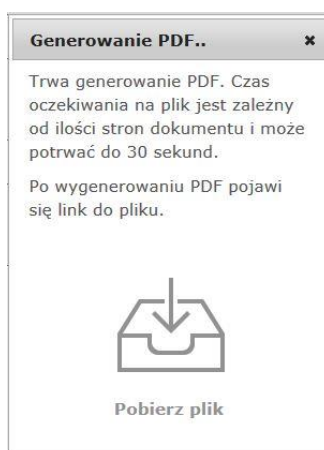 Generowanie PDF..
Trwa generowanie PDF. Czas
oczekiwania na plik jest zależny
od ilości stron dokumentu i może
potrwać do 30 sekund.
Po wygenerowaniu PDF pojawi
się link do pliku.
Pobierz plik